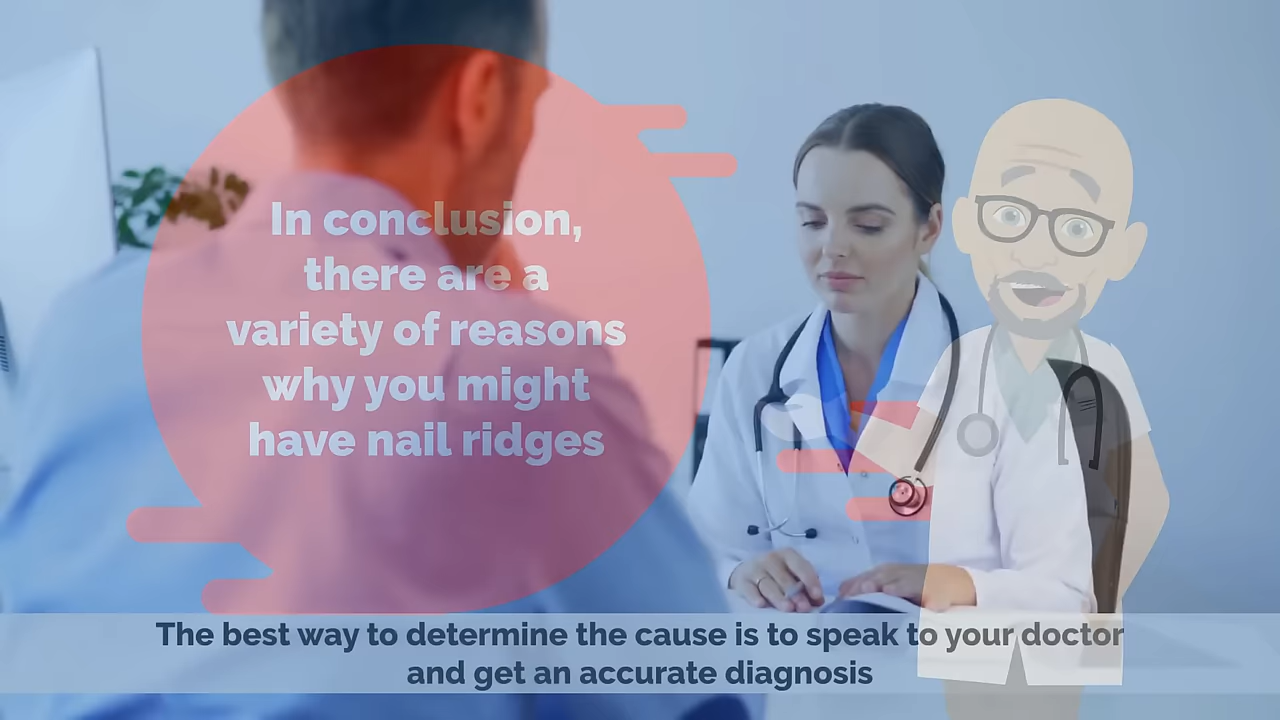 In conclusion,
there are a
variety of reasons
why you might
have nail ridges
The best way to determine the cause is to speak to your doctor
and get an accurate diagnosis